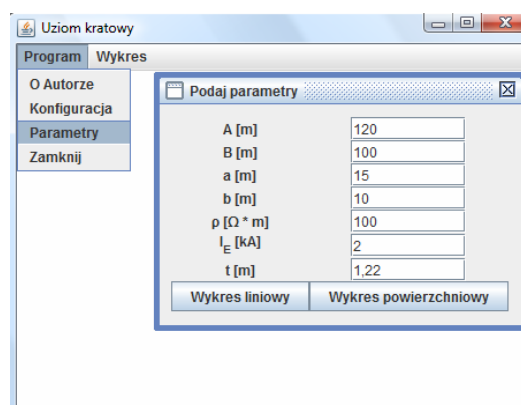 Uziom kratowy
Program Wykres
O Autorze
Konfiguracja
Parametry
Zamknij
Podaj parametry
A [m] 120
B [m] 100
a [m] 15
b [m] 10
ρ [Ω * m] 100
I_E [kA] 2
t [m] 1,22
Wykres liniowy Wykres powierzchniowy